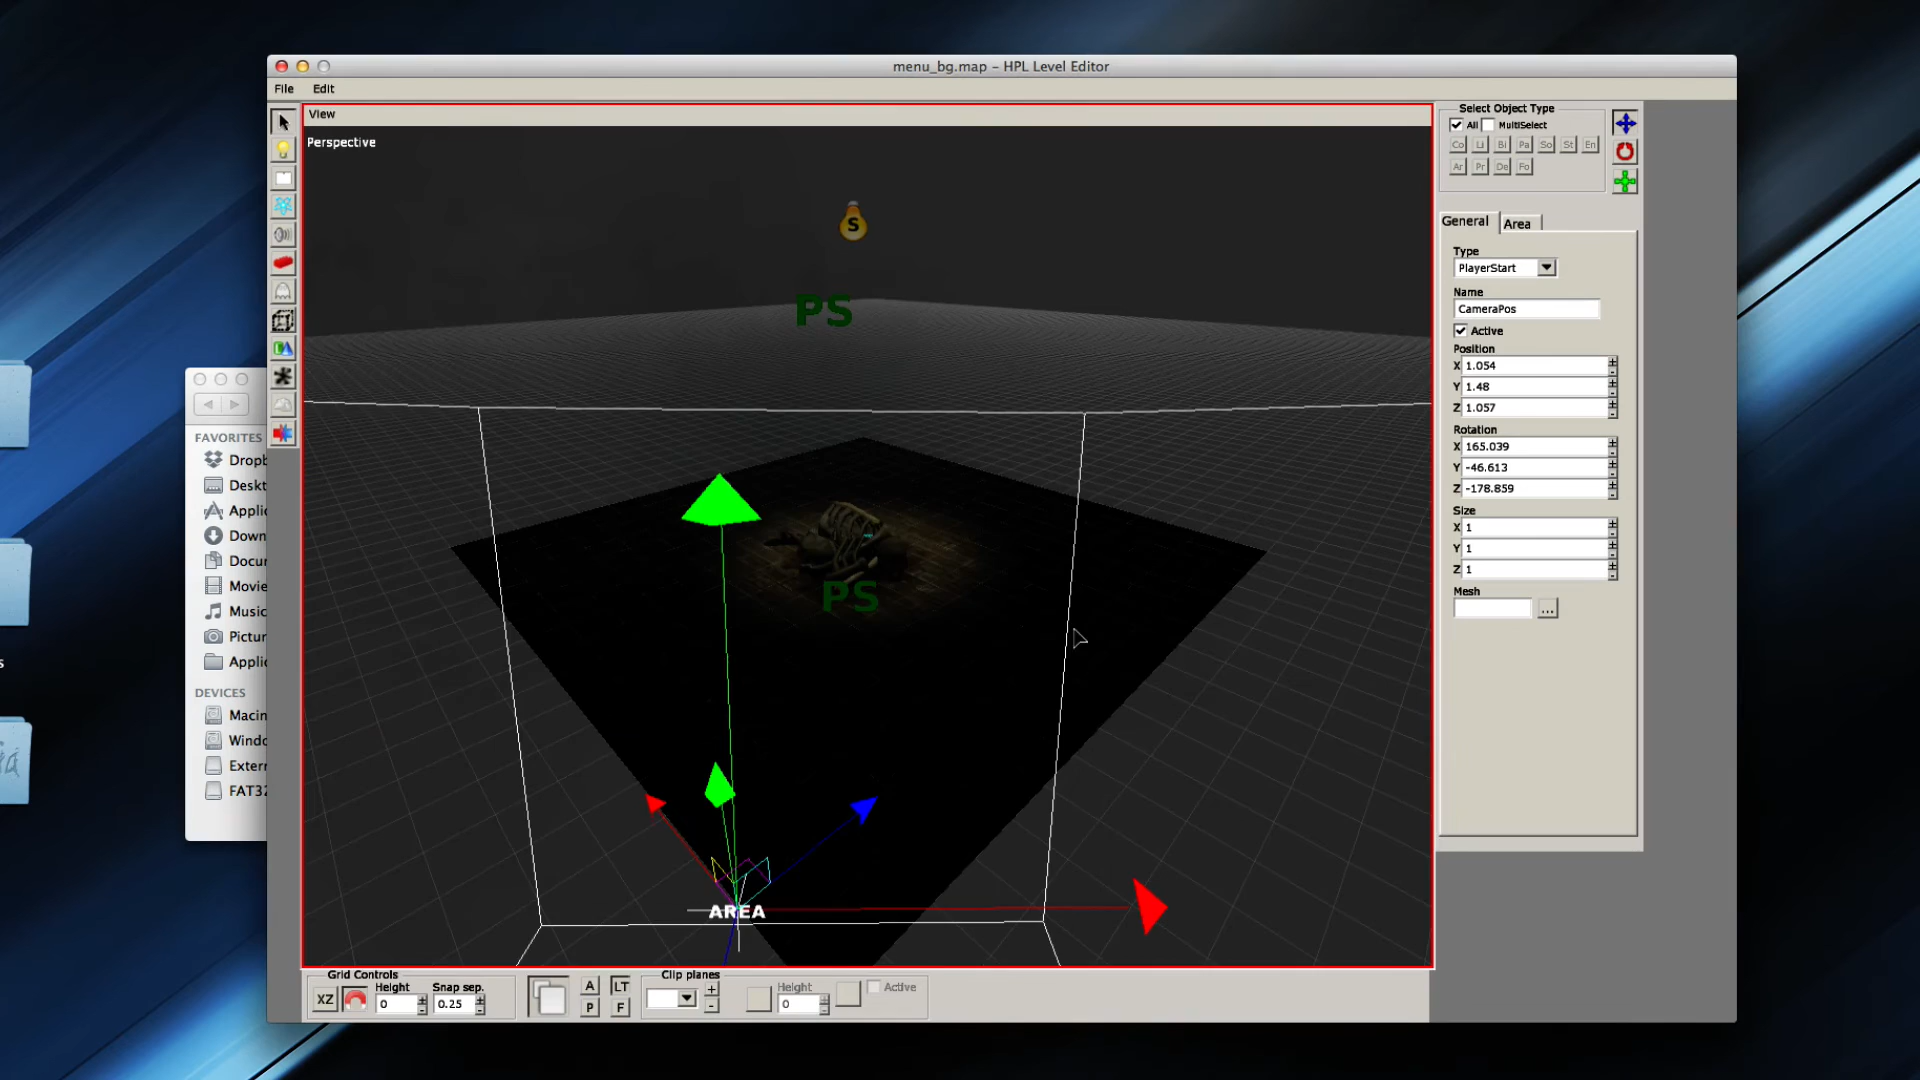 menu_bg.map – HPL Level Editor
File Edit
View
Perspective
S
PS
PS
AREA
Select Object Type
All MultiSelect
Co Li Bi Pa So St En
Ar Pr De Fo
General Area
Type
PlayerStart
Name
CameraPos
Active
Position
X 1.054
Y 1.48
Z 1.057
Rotation
X 165.039
Y -46.613
Z -178.859
Size
X 1
Y 1
Z 1
Mesh
...
FAVORITES
Dropb
Deskt
Applic
Down
Docu
Movie
Music
Pictur
Applic
DEVICES
Macin
Windo
Exter
FAT32
s
Grid Controls
XZ
Height
0
Snap sep.
0.25
A LT
P F
Clip planes
+
-
Height
0
Active